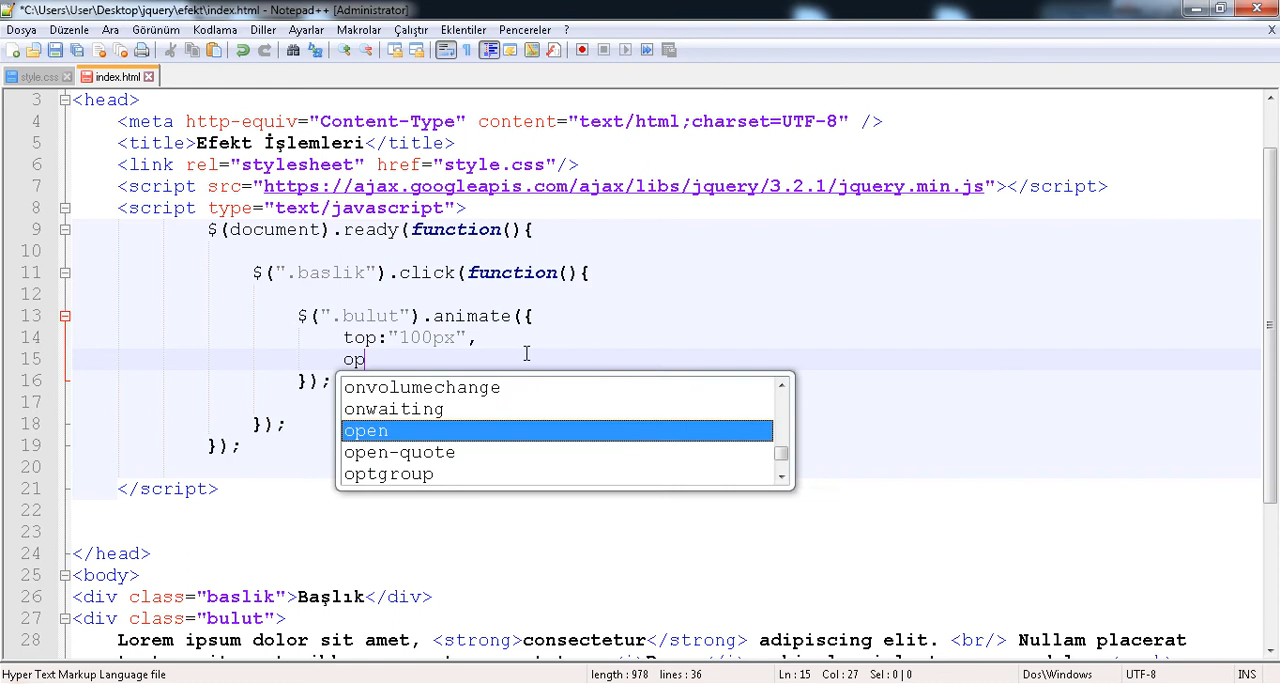 *C:\Users\User\Desktop\jquery\efekt\index.html - Notepad++ [Administrator]
Dosya Düzenle Ara Görünüm Kodlama Diller Ayarlar Makrolar Çalıştır Eklentiler Pencereler ? X
style.css index.html
3 <head>
4 <meta http-equiv="Content-Type" content="text/html;charset=UTF-8" />
5 <title>Efekt İşlemleri</title>
6 <link rel="stylesheet" href="style.css"/>
7 <script src="https://ajax.googleapis.com/ajax/libs/jquery/3.2.1/jquery.min.js"></script>
8 <script type="text/javascript">
9 $(document).ready(function(){
10
11 $(".baslik").click(function(){
12
13 $(".bulut").animate({
14 top:"100px",
15 op
16 });
onvolumechange
onwaiting
open
open-quote
optgroup
17
18 });
19 });
20
21 </script>
22
23
24 </head>
25 <body>
26 <div class="baslik">Başlık</div>
27 <div class="bulut">
28 Lorem ipsum dolor sit amet, <strong>consectetur</strong> adipiscing elit. <br/> Nullam placerat
Hyper Text Markup Language file length : 978 lines : 36 Ln : 15 Col : 27 Sel : 0 | 0 Dos\Windows UTF-8 INS